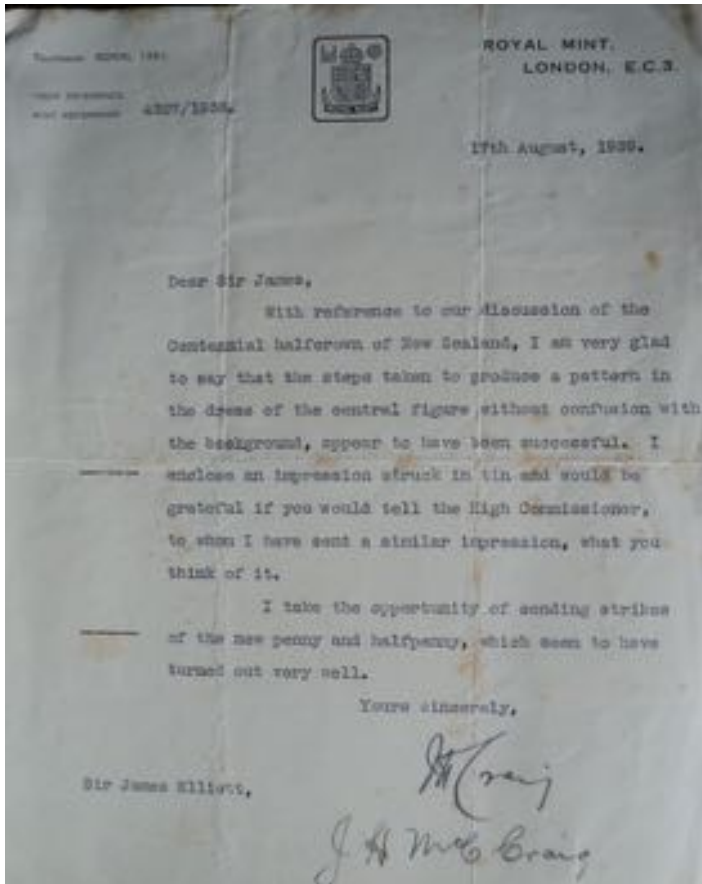 ROYAL MINT,
LONDON, E.C.3.
17th August, 1939.
Dear Sir James,
With reference to our discussion of the
Centennial halfcrown of New Zealand, I am very glad
to say that the steps taken to produce a pattern in
the dress of the central figure without confusion with
the background, appear to have been successful. I
enclose an impression struck in tin and would be
grateful if you would tell the High Commissioner,
to whom I have send a similar impression, what you
think of it.
I take the opportunity of sending strikes
of the new penny and halfpenny, which seem to have
turned out very well.
Yours sincerely,
Craig
Sir James Elliott,
J H McC Craig